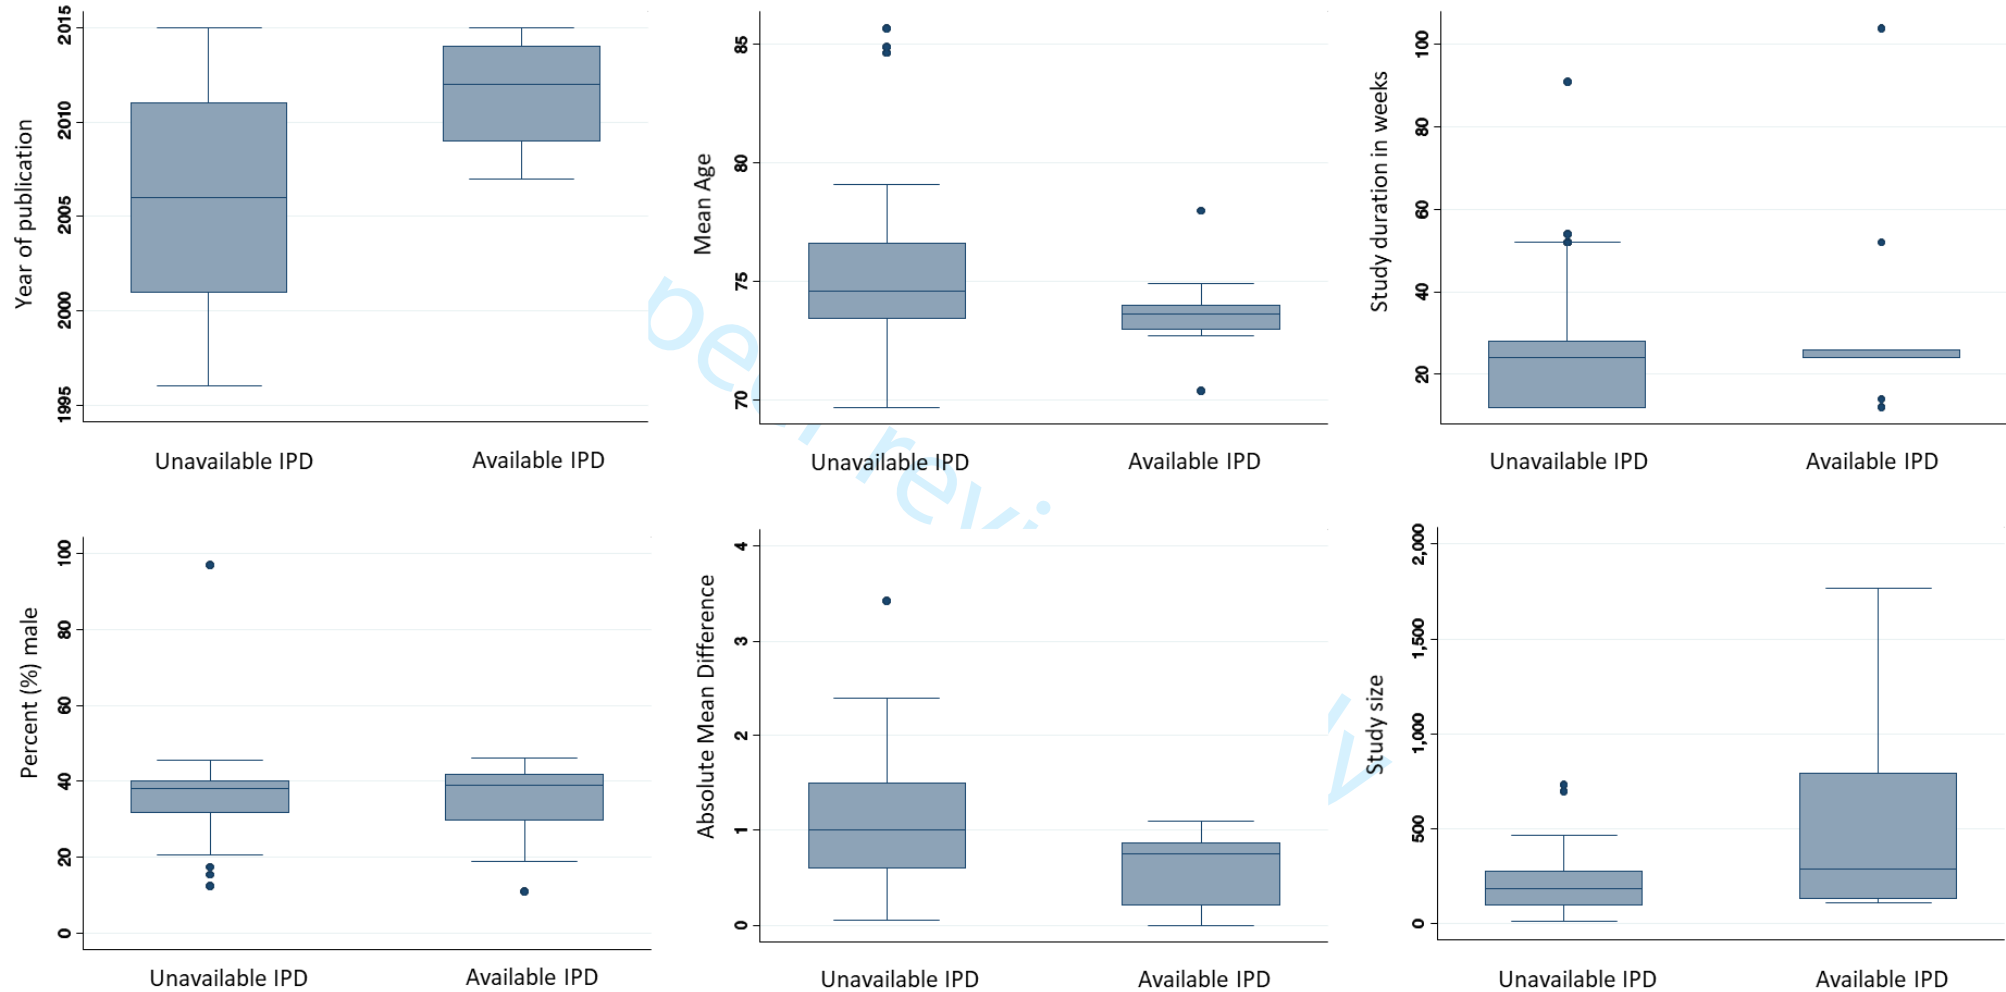 Year of publication
2015
2010
2005
2000
1995
Unavailable IPD
Available IPD
Mean Age
85
80
75
70
Unavailable IPD
Available IPD
Study duration in weeks
100
80
60
40
20
Unavailable IPD
Available IPD
Percent (%) male
100
80
60
40
20
0
Unavailable IPD
Available IPD
Absolute Mean Difference
4
3
2
1
0
Unavailable IPD
Available IPD
Study size
2,000
1,500
1,000
500
0
Unavailable IPD
Available IPD